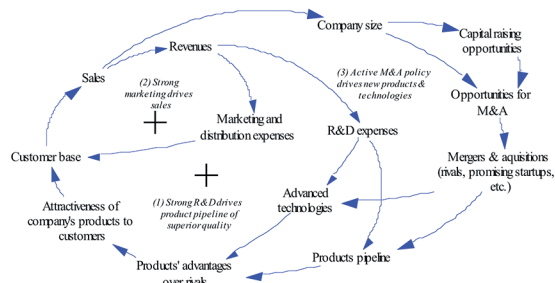 Company size
Capital raising
opportunities
Revenues
Sales
(2) Strong
marketing drives
sales
(3) Active M&A policy
drives new products &
technologies
Opportunities for
M&A
Marketing and
distribution expenses
R&D expenses
Customer base
Mergers & aquisitions
(rivals, promising startups,
etc.)
Attractiveness of
company's products to
customers
(1) Strong R&D drives
product pipeline of
superior quality
Advanced
technologies
Products pipeline
Products' advantages
over rivals